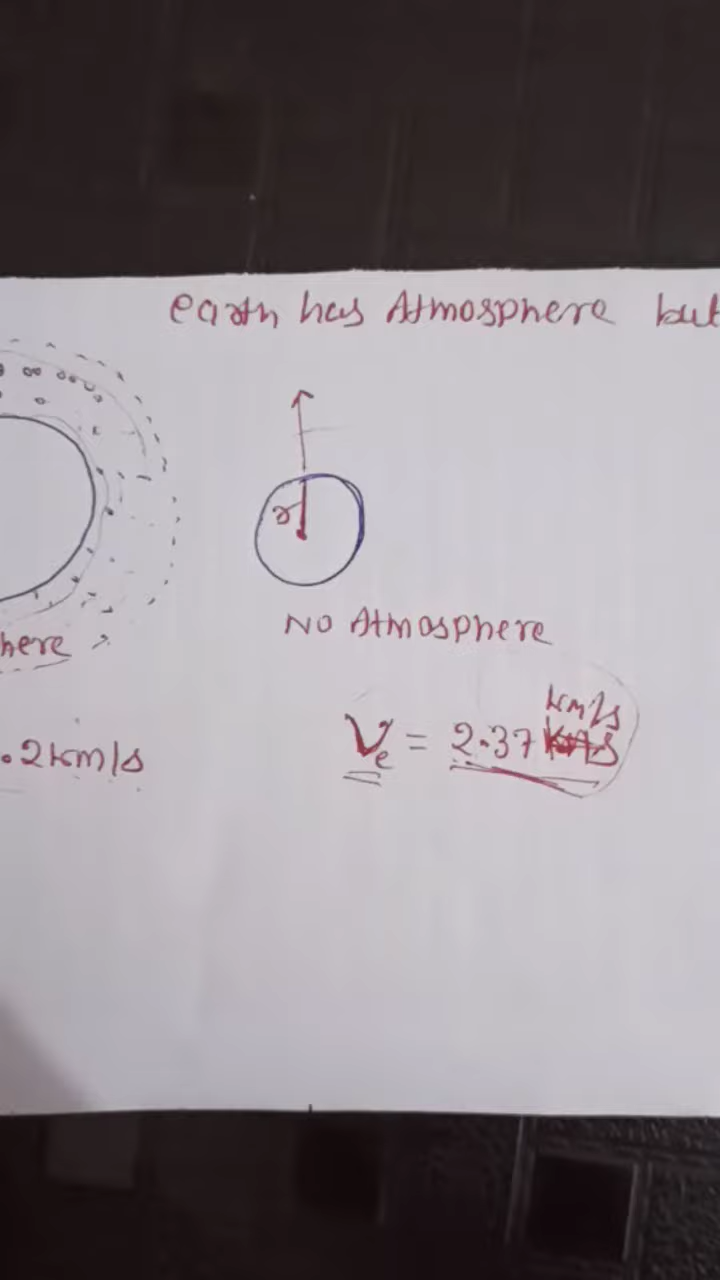 earth has Atmosphere but
r
NO Atmosphere
here
km/s
Ve = 2.37
.2km/s